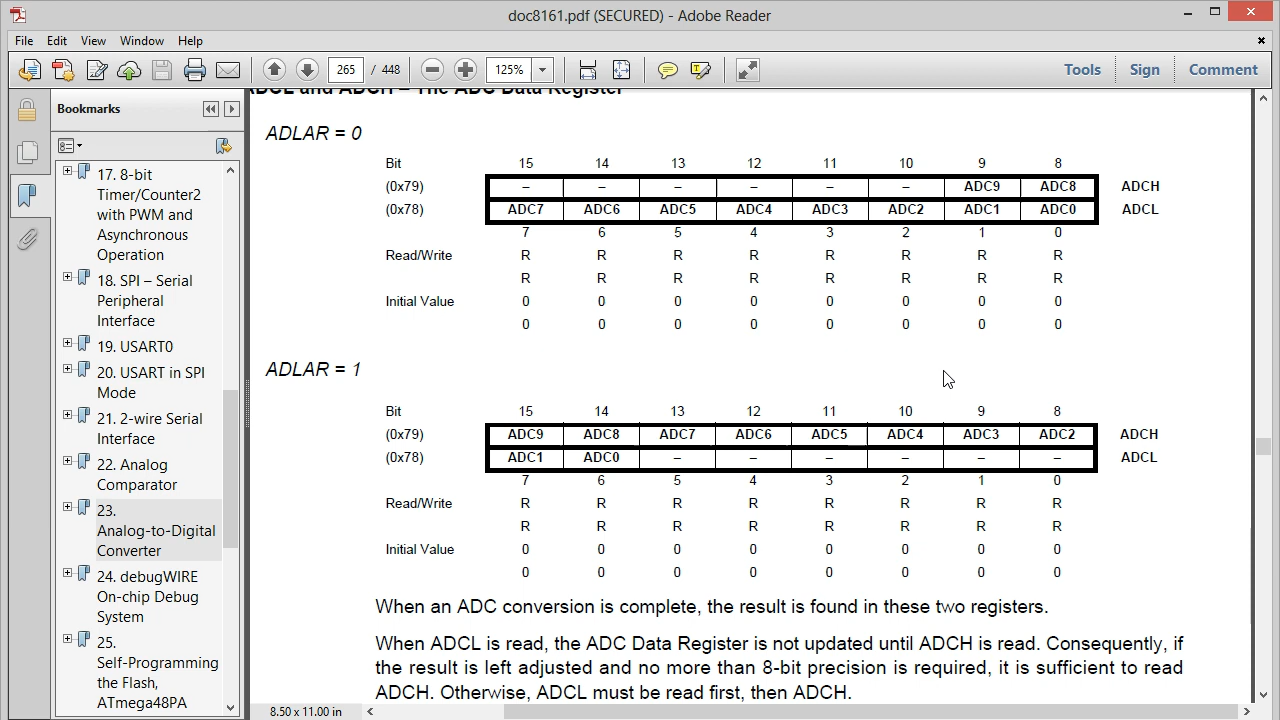 doc8161.pdf (SECURED) - Adobe Reader
File Edit View Window Help
265 / 448 125% Tools Sign Comment
Bookmarks
17. 8-bit
Timer/Counter2
with PWM and
Asynchronous
Operation
18. SPI – Serial
Peripheral
Interface
19. USART0
20. USART in SPI
Mode
21. 2-wire Serial
Interface
22. Analog
Comparator
23.
Analog-to-Digital
Converter
24. debugWIRE
On-chip Debug
System
25.
Self-Programming
the Flash,
ATmega48PA
ADCL and ADCH – The ADC Data Register
ADLAR = 0
Bit 15 14 13 12 11 10 9 8
(0x79) – – – – – – ADC9 ADC8 ADCH
(0x78) ADC7 ADC6 ADC5 ADC4 ADC3 ADC2 ADC1 ADC0 ADCL
7 6 5 4 3 2 1 0
Read/Write R R R R R R R R
R R R R R R R R
Initial Value 0 0 0 0 0 0 0 0
0 0 0 0 0 0 0 0
ADLAR = 1
Bit 15 14 13 12 11 10 9 8
(0x79) ADC9 ADC8 ADC7 ADC6 ADC5 ADC4 ADC3 ADC2 ADCH
(0x78) ADC1 ADC0 – – – – – – ADCL
7 6 5 4 3 2 1 0
Read/Write R R R R R R R R
R R R R R R R R
Initial Value 0 0 0 0 0 0 0 0
0 0 0 0 0 0 0 0
When an ADC conversion is complete, the result is found in these two registers.
When ADCL is read, the ADC Data Register is not updated until ADCH is read. Consequently, if
the result is left adjusted and no more than 8-bit precision is required, it is sufficient to read
ADCH. Otherwise, ADCL must be read first, then ADCH.
8.50 x 11.00 in